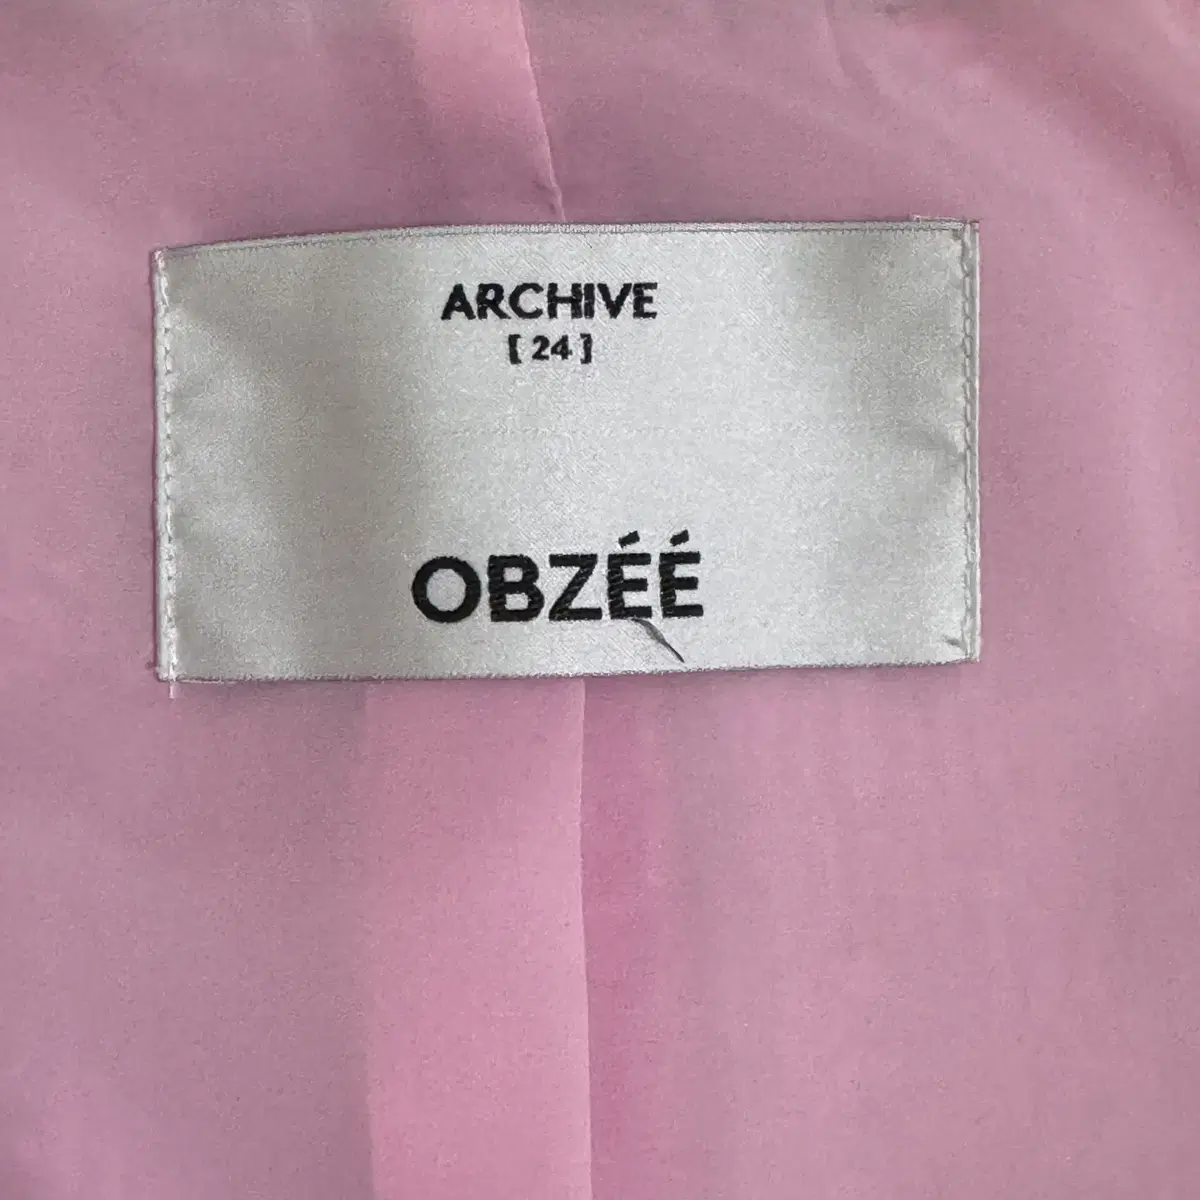 ARCHIVE
[ 24 ]
OBZÉÉ